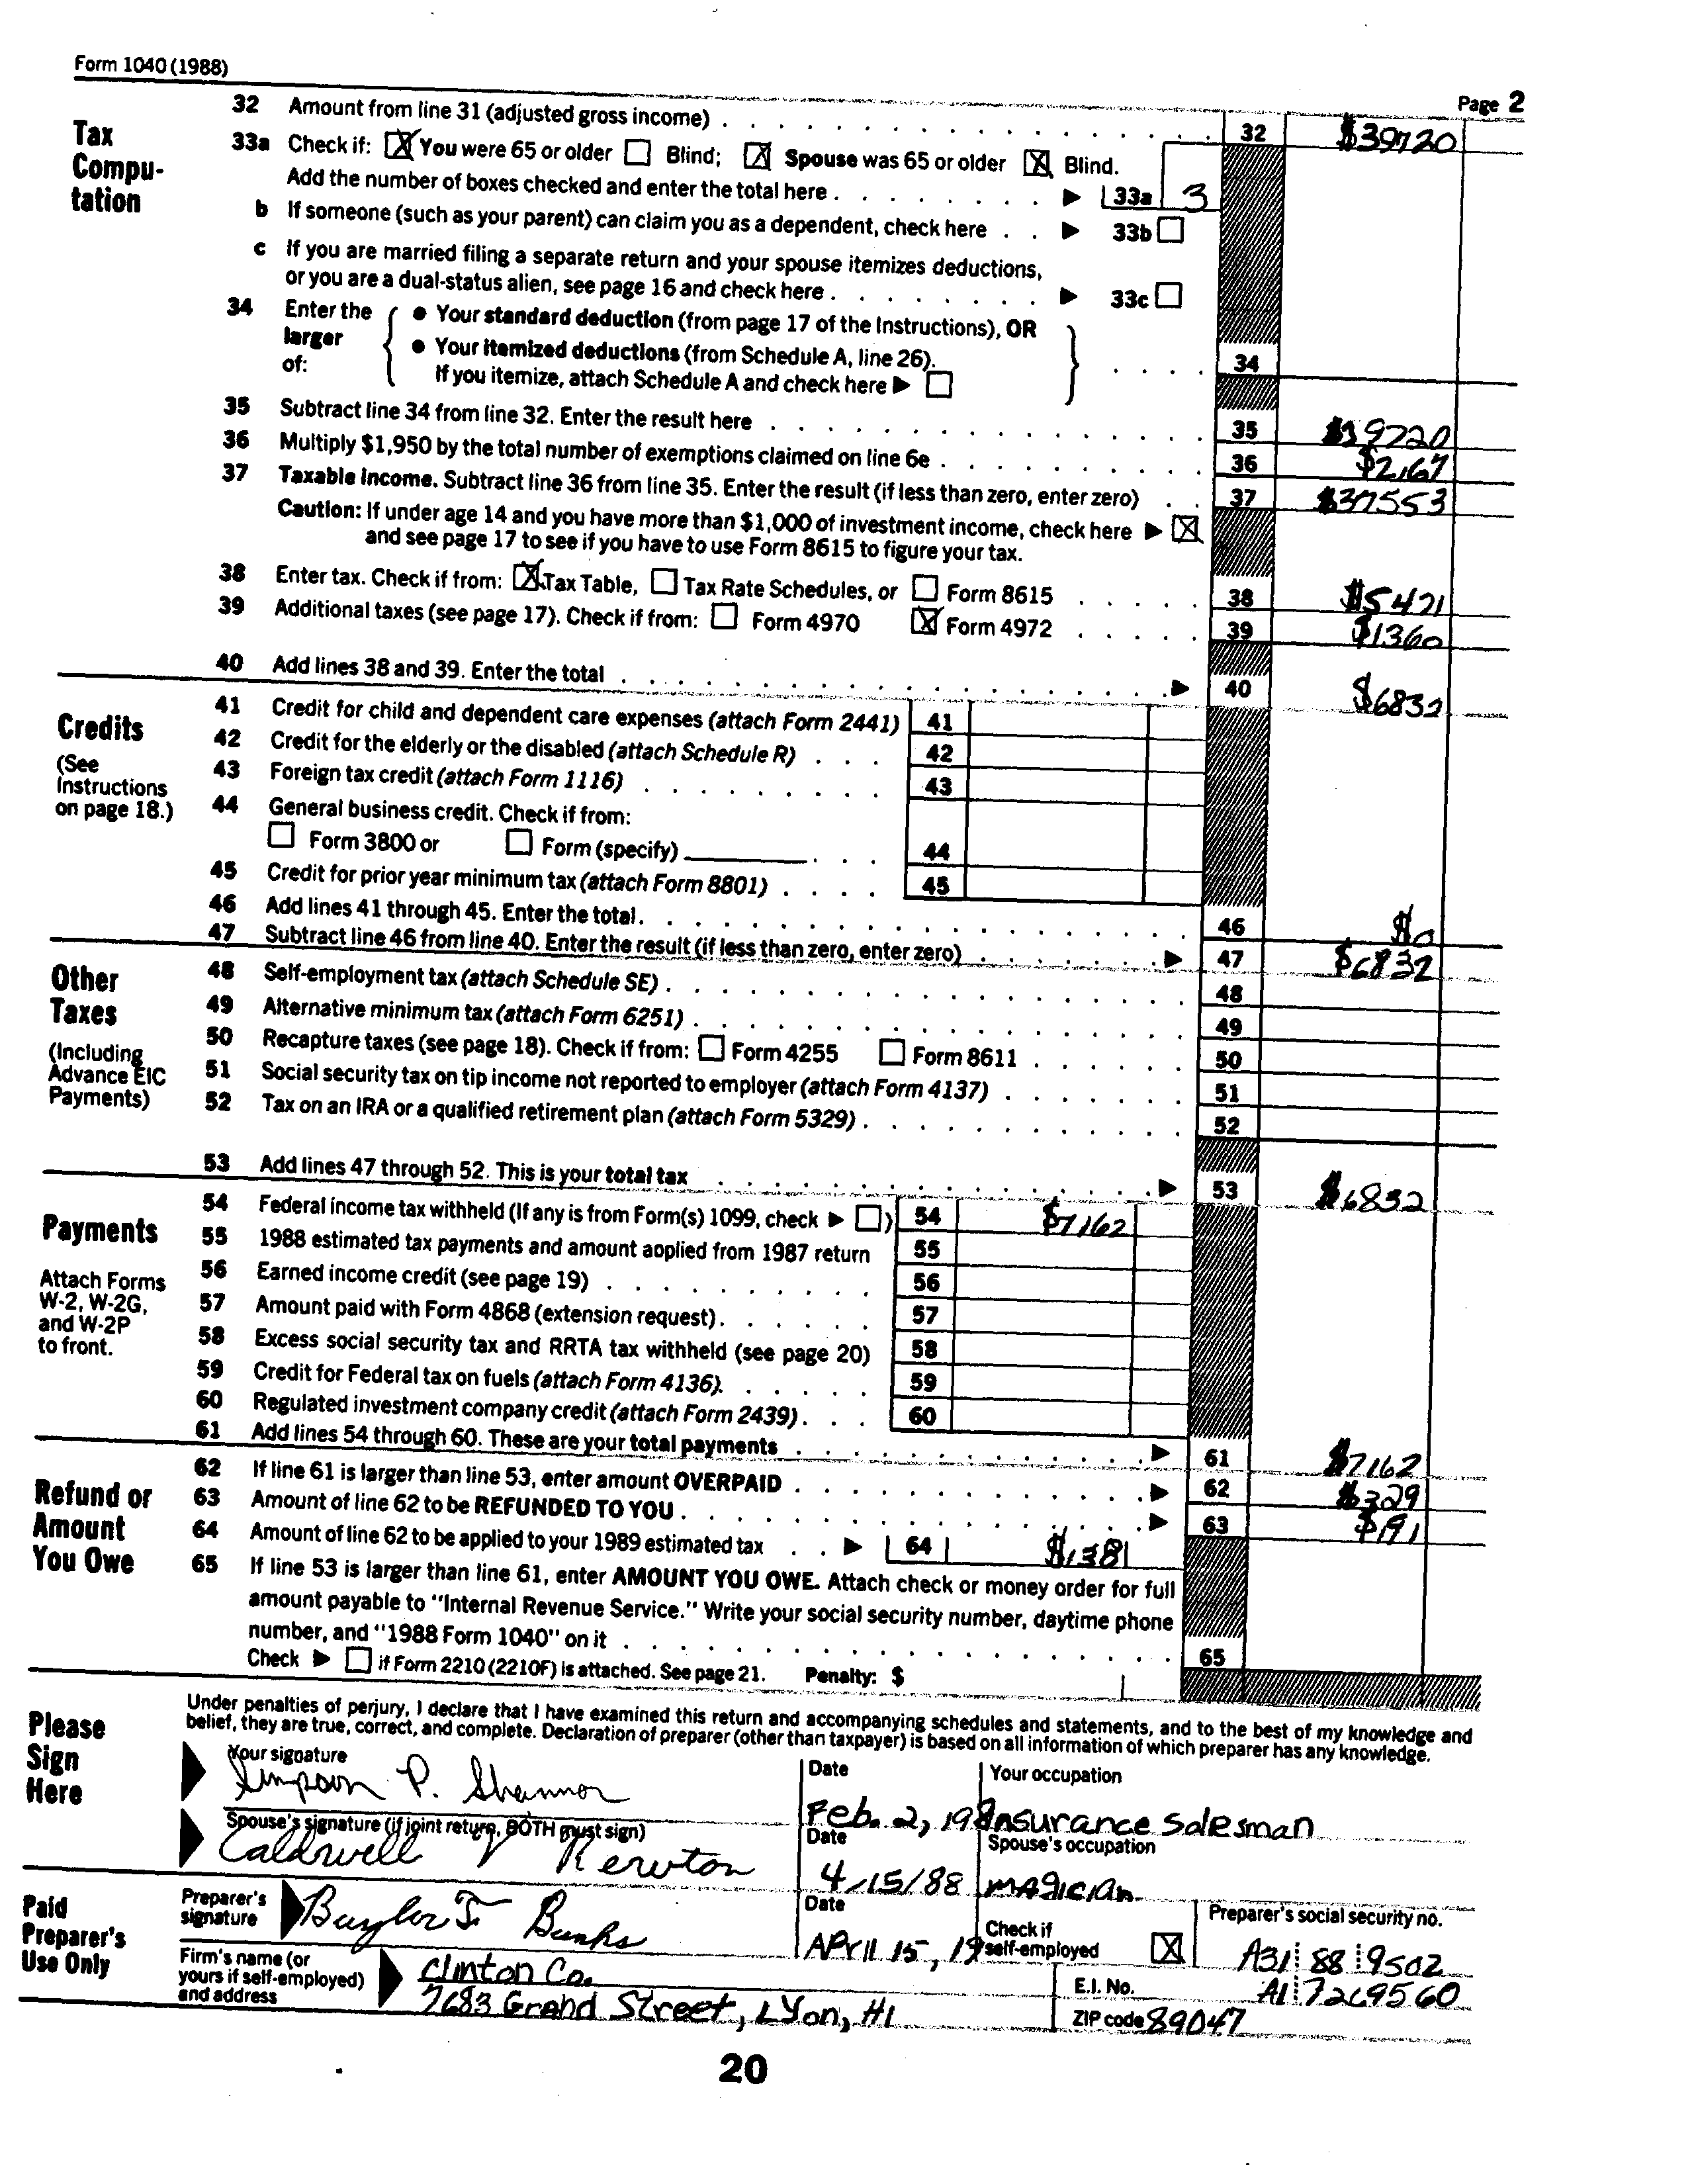 Form 1040 (1988)
Page 2
Tax Compu-tation
32 Amount from line 31 (adjusted gross income) 32 $39720
33a Check if: X You were 65 or older Blind; X Spouse was 65 or older X Blind.
Add the number of boxes checked and enter the total here 33a 3
b If someone (such as your parent) can claim you as a dependent, check here 33b
c If you are married filing a separate return and your spouse itemizes deductions,
or you are a dual-status alien, see page 16 and check here 33c
34 Enter the larger of:
• Your standard deduction (from page 17 of the Instructions), OR
• Your itemized deductions (from Schedule A, line 26).
If you itemize, attach Schedule A and check here 34
35 Subtract line 34 from line 32. Enter the result here 35 $39720
36 Multiply $1,950 by the total number of exemptions claimed on line 6e 36 $2167
37 Taxable income. Subtract line 36 from line 35. Enter the result (if less than zero, enter zero) 37 $37553
Caution: If under age 14 and you have more than $1,000 of investment income, check here X
and see page 17 to see if you have to use Form 8615 to figure your tax.
38 Enter tax. Check if from: X Tax Table, Tax Rate Schedules, or Form 8615 38 $5471
39 Additional taxes (see page 17). Check if from: Form 4970 X Form 4972 39 $1360
40 Add lines 38 and 39. Enter the total 40 $6832
Credits
(See Instructions on page 18.)
41 Credit for child and dependent care expenses (attach Form 2441) 41
42 Credit for the elderly or the disabled (attach Schedule R) 42
43 Foreign tax credit (attach Form 1116) 43
44 General business credit. Check if from:
Form 3800 or Form (specify) 44
45 Credit for prior year minimum tax (attach Form 8801) 45
46 Add lines 41 through 45. Enter the total 46 $0
47 Subtract line 46 from line 40. Enter the result (if less than zero, enter zero) 47 $6832
Other Taxes
(Including Advance EIC Payments)
48 Self-employment tax (attach Schedule SE) 48
49 Alternative minimum tax (attach Form 6251) 49
50 Recapture taxes (see page 18). Check if from: Form 4255 Form 8611 50
51 Social security tax on tip income not reported to employer (attach Form 4137) 51
52 Tax on an IRA or a qualified retirement plan (attach Form 5329) 52
53 Add lines 47 through 52. This is your total tax 53 $6832
Payments
Attach Forms W-2, W-2G, and W-2P to front.
54 Federal income tax withheld (If any is from Form(s) 1099, check ) 54 $7162
55 1988 estimated tax payments and amount applied from 1987 return 55
56 Earned income credit (see page 19) 56
57 Amount paid with Form 4868 (extension request) 57
58 Excess social security tax and RRTA tax withheld (see page 20) 58
59 Credit for Federal tax on fuels (attach Form 4136). 59
60 Regulated investment company credit (attach Form 2439) 60
61 Add lines 54 through 60. These are your total payments 61 $7162
Refund or Amount You Owe
62 If line 61 is larger than line 53, enter amount OVERPAID 62 $329
63 Amount of line 62 to be REFUNDED TO YOU 63 $191
64 Amount of line 62 to be applied to your 1989 estimated tax 64 $138
65 If line 53 is larger than line 61, enter AMOUNT YOU OWE. Attach check or money order for full
amount payable to "Internal Revenue Service." Write your social security number, daytime phone
number, and "1988 Form 1040" on it 65
Check if Form 2210 (2210F) is attached. See page 21. Penalty: $
Please Sign Here
Under penalties of perjury, I declare that I have examined this return and accompanying schedules and statements, and to the best of my knowledge and
belief, they are true, correct, and complete. Declaration of preparer (other than taxpayer) is based on all information of which preparer has any knowledge.
Your signature Date Your occupation
Simpson P. Shannon Feb. 2, 198 Insurance Salesman
Spouse's signature (if joint return, BOTH must sign) Date Spouse's occupation
Caldwell Newton 4/15/88 magician
Paid Preparer's Use Only
Preparer's signature Baylor T Banks Date April 15, 19 Check if self-employed X Preparer's social security no. A31 88 9502
Firm's name (or yours if self-employed) and address Clinton Co. E.I. No. A1 7269560
7683 Grand Street, Lyon, HI ZIP code 89047
20